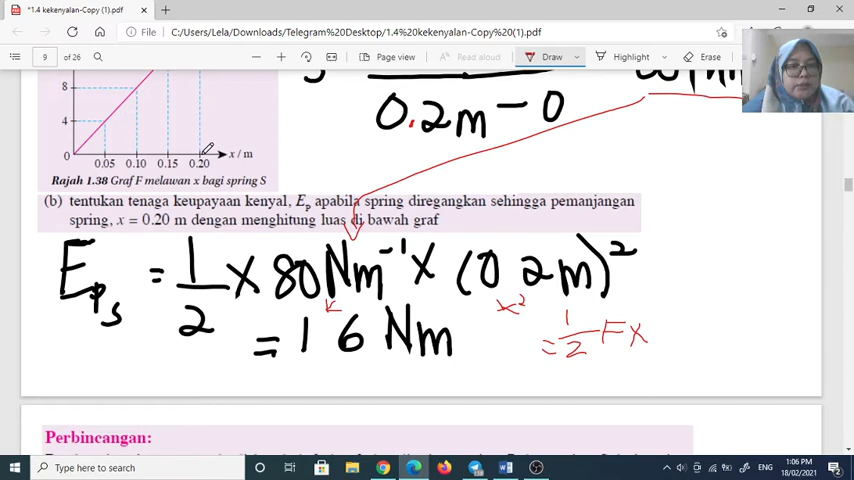 *1.4 kekenyalan-Copy (1).pdf
File C:/Users/Lela/Downloads/Telegram%20Desktop/1.4%20kekenyalan-Copy%20(1).pdf
9 of 26 Page view Read aloud Draw Highlight Erase
8
4
0
0.05 0.10 0.15 0.20 x / m
Rajah 1.38 Graf F melawan x bagi spring S
0.2m - 0
(b) tentukan tenaga keupayaan kenyal, Ep apabila spring diregangkan sehingga pemanjangan
spring, x = 0.20 m dengan menghitung luas di bawah graf
Eps = 1/2 x 80Nm⁻¹ x (0 2m)²
k x²
= 1 6 Nm
= 1/2 Fx
Perbincangan:
Type here to search
ENG
1:06 PM
18/02/2021
2